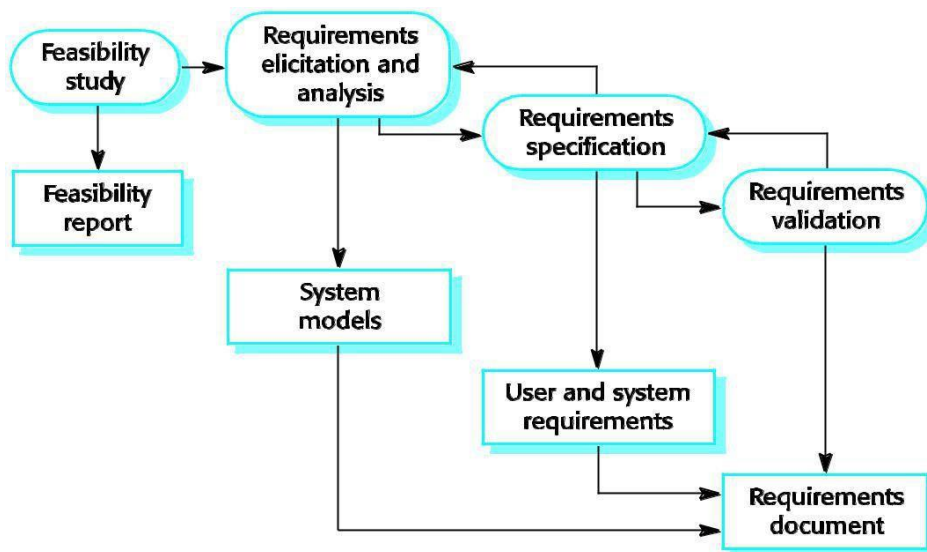 Feasibility
study
Requirements
elicitation and
analysis
Requirements
specification
Requirements
validation
Feasibility
report
System
models
User and system
requirements
Requirements
document